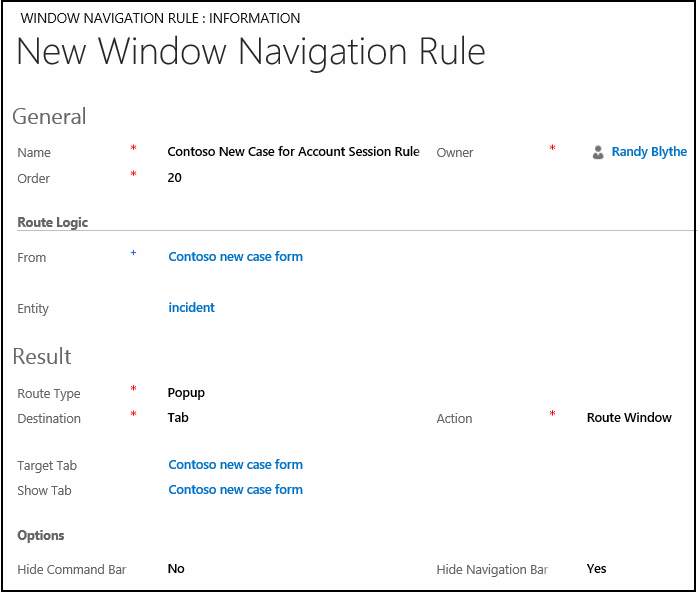 WINDOW NAVIGATION RULE : INFORMATION
New Window Navigation Rule
General
Name * Contoso New Case for Account Session Rule Owner * Randy Blythe
Order * 20
Route Logic
From + Contoso new case form
Entity incident
Result
Route Type * Popup
Destination * Tab Action * Route Window
Target Tab Contoso new case form
Show Tab Contoso new case form
Options
Hide Command Bar No Hide Navigation Bar Yes